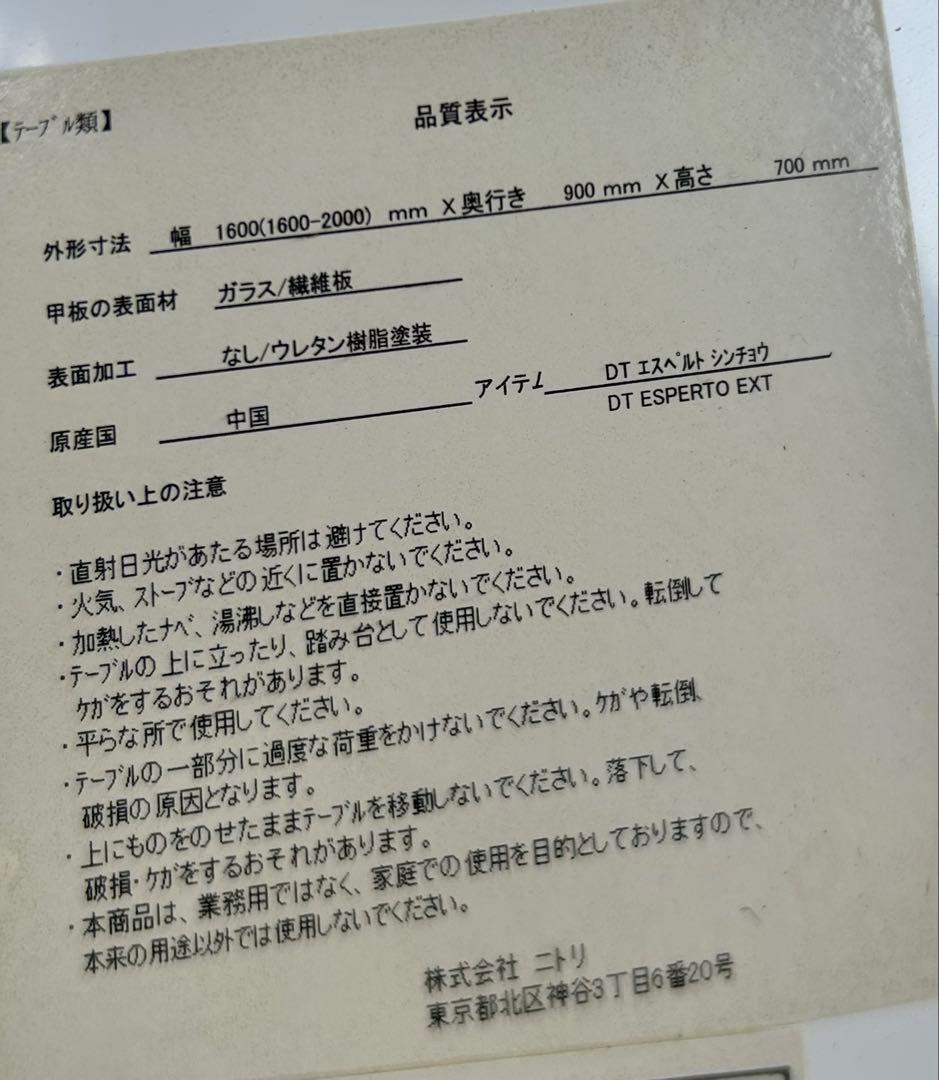 【テーブル類】
品質表示
外形寸法 幅 1600(1600-2000) mm X奥行き 900 mm X高さ 700 mm
甲板の表面材 ガラス/繊維板
表面加工 なし/ウレタン樹脂塗装
原産国 中国 アイテム DT エスペルト シンチョウ
DT ESPERTO EXT
取り扱い上の注意
・直射日光があたる場所は避けてください。
・火気、ストーブなどの近くに置かないでください。
・加熱したナベ、湯沸しなどを直接置かないでください。
・テーブルの上に立ったり、踏み台として使用しないでください。転倒して
ケがをするおそれがあります。
・平らな所で使用してください。
・テーブルの一部分に過度な荷重をかけないでください。ケがや転倒、
破損の原因となります。
・上にものをのせたままテーブルを移動しないでください。落下して、
破損・ケがをするおそれがあります。
・本商品は、業務用ではなく、家庭での使用を目的としておりますので、
本来の用途以外では使用しないでください。
株式会社 ニトリ
東京都北区神谷3丁目6番20号